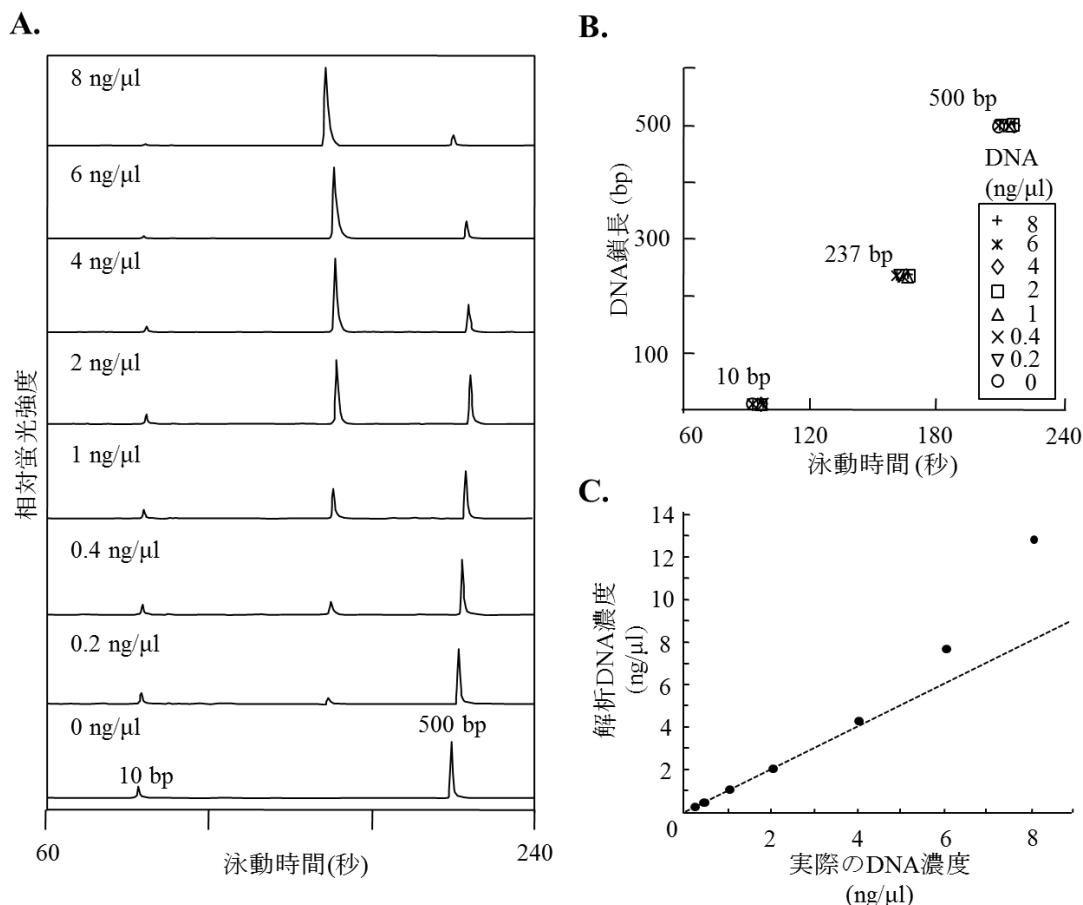 A.
8 ng/μl
6 ng/μl
4 ng/μl
2 ng/μl
1 ng/μl
0.4 ng/μl
0.2 ng/μl
0 ng/μl
10 bp
500 bp
相対蛍光強度
60
240
泳動時間(秒)
B.
500 bp
237 bp
10 bp
DNA
(ng/μl)
8
6
4
2
1
0.4
0.2
0
500
300
100
DNA鎖長 (bp)
60
120
180
240
泳動時間 (秒)
C.
14
12
10
8
6
4
2
0
解析DNA濃度
(ng/μl)
2
4
6
8
実際のDNA濃度
(ng/μl)